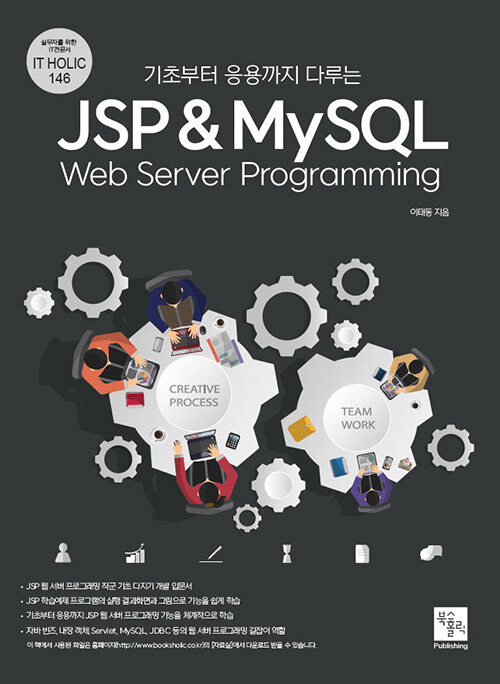 실무자를 위한
IT전문서
IT HOLIC
146
기초부터 응용까지 다루는
JSP & MySQL
Web Server Programming
이태동 지음
CREATIVE
PROCESS
TEAM
WORK
• JSP 웹 서버 프로그래밍 작군 기초 다지기 개발 입문서
• JSP 학습예제 프로그램의 실행 결과화면과 그림으로 기능을 쉽게 학습
• 기초부터 응용까지 JSP 웹 서버 프로그래밍 기능을 체계적으로 학습
• 자바 빈즈, 내장 객체, Servlet, MySQL, JDBC 등의 웹 서버 프로그래밍 길잡이 역할
이 책에서 사용된 파일은 홈페이지(http://www.booksholic.co.kr)의 [자료실]에서 다운로드 받을 수 있습니다.
북스홀릭
Publishing